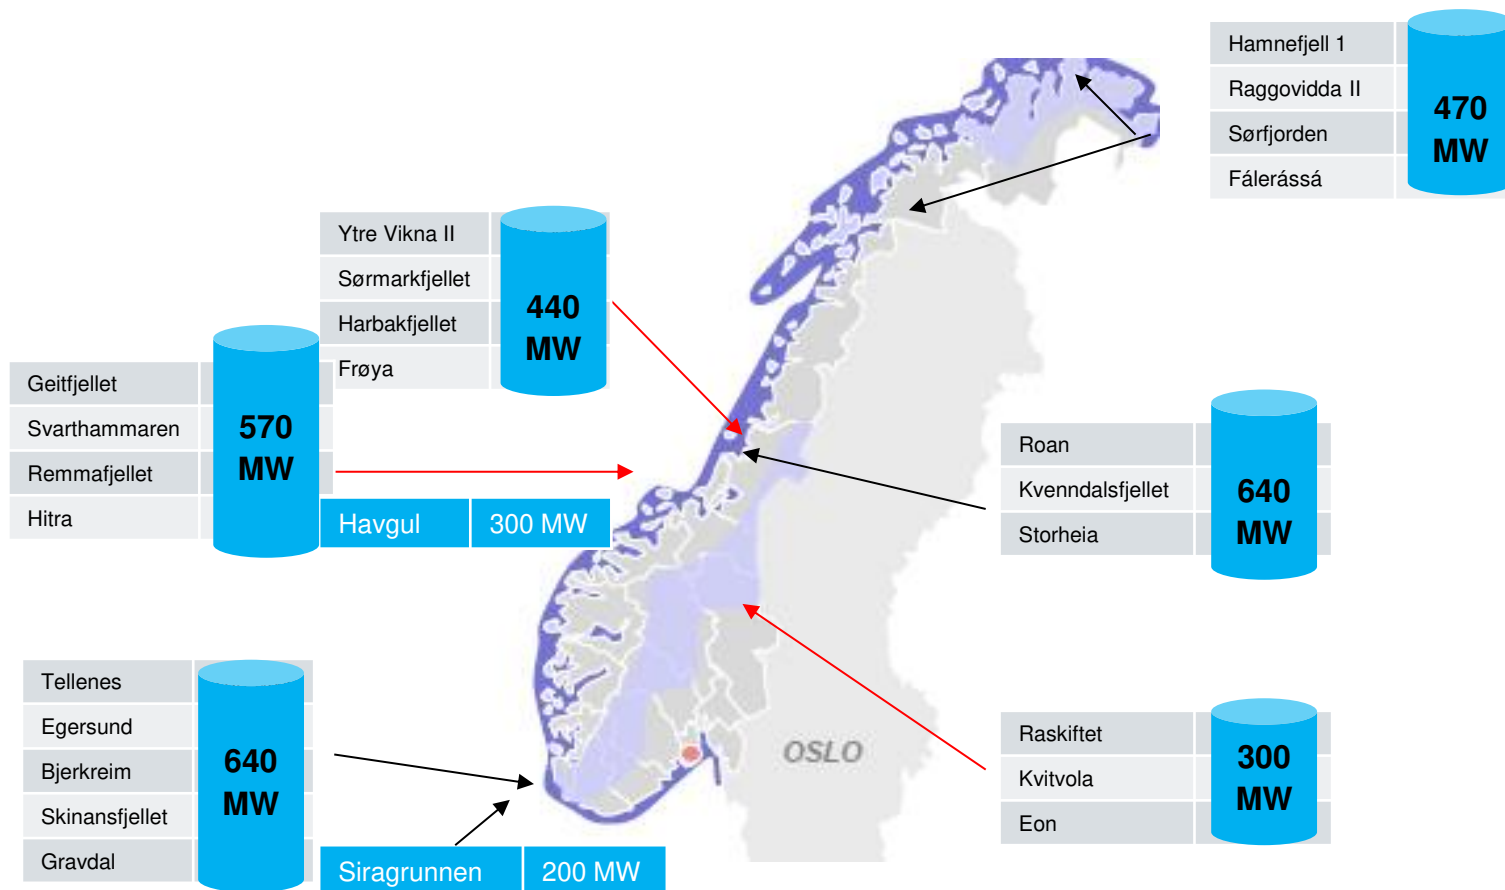 Hamnefjell 1
Raggovidda II
Sørfjorden
Fálerássá
470
MW
Ytre Vikna II
Sørmarkfjellet
Harbakfjellet
Frøya
440
MW
Geitfjellet
Svarthammaren
Remmafjellet
Hitra
570
MW
Havgul 300 MW
Roan
Kvenndalsfjellet
Storheia
640
MW
Tellenes
Egersund
Bjerkreim
Skinansfjellet
Gravdal
640
MW
Siragrunnen 200 MW
OSLO
Raskiftet
Kvitvola
Eon
300
MW